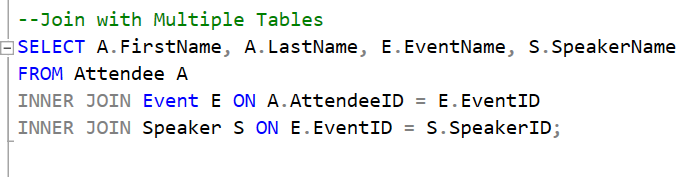 --Join with Multiple Tables
SELECT A.FirstName, A.LastName, E.EventName, S.SpeakerName
FROM Attendee A
INNER JOIN Event E ON A.AttendeeID = E.EventID
INNER JOIN Speaker S ON E.EventID = S.SpeakerID;